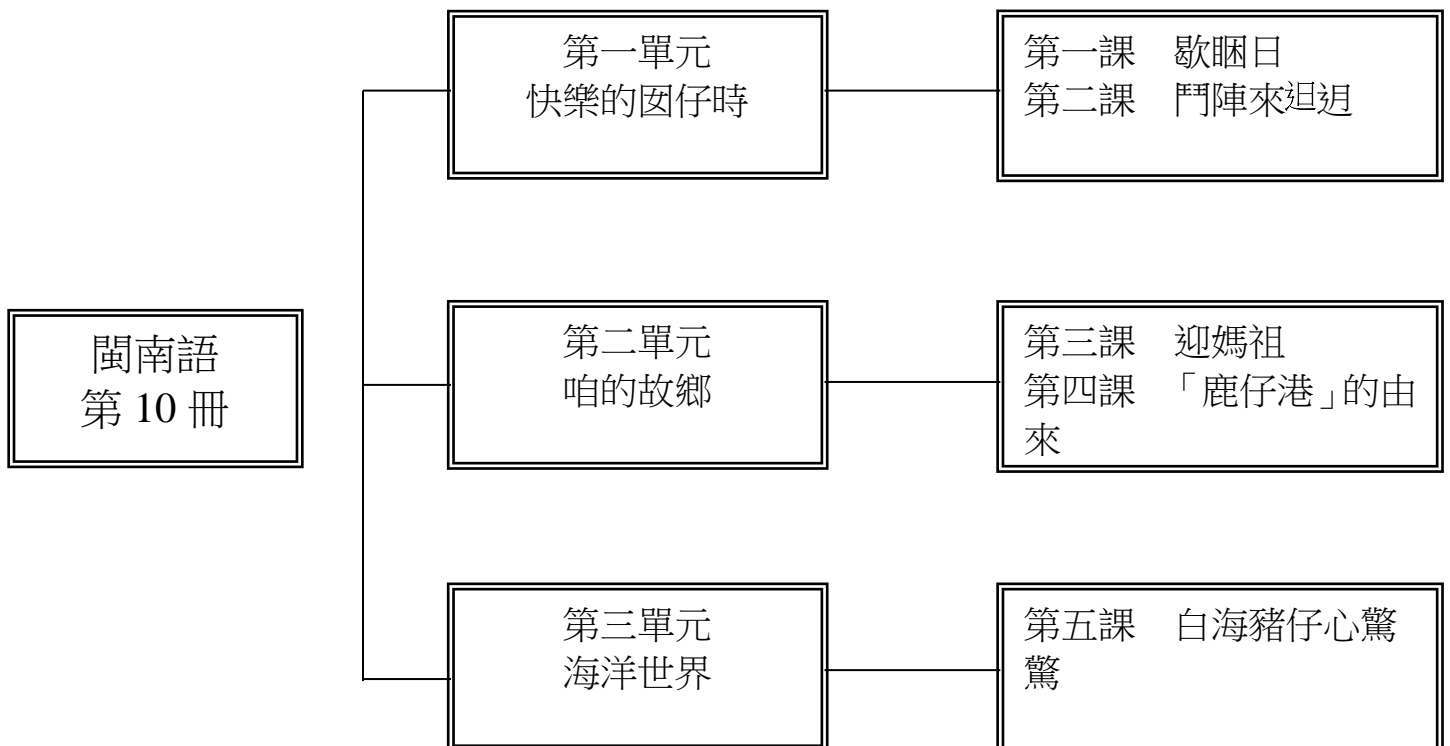 第一單元
快樂的囡仔時
第一課　歇睏日
第二課　鬥陣來𨑨迌
閩南語
第 10 冊
第二單元
咱的故鄉
第三課　迎媽祖
第四課　「鹿仔港」的由
來
第三單元
海洋世界
第五課　白海豬仔心驚
驚